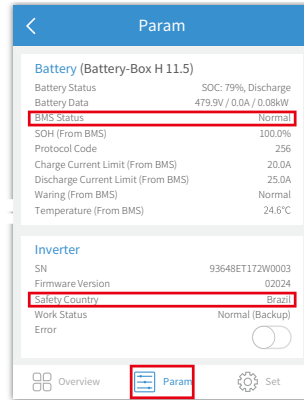 Param
Battery (Battery-Box H 11.5)
Battery Status SOC: 79%, Discharge
Battery Data 479.9V / 0.0A / 0.08kW
BMS Status Normal
SOH (From BMS) 100.0%
Protocol Code 256
Charge Current Limit (From BMS) 20.0A
Discharge Current Limit (From BMS) 25.0A
Waring (From BMS) Normal
Temperature (From BMS) 24.6°C
Inverter
SN 93648ET172W0003
Firmware Version 02024
Safety Country Brazil
Work Status Normal (Backup)
Error
Overview Param Set